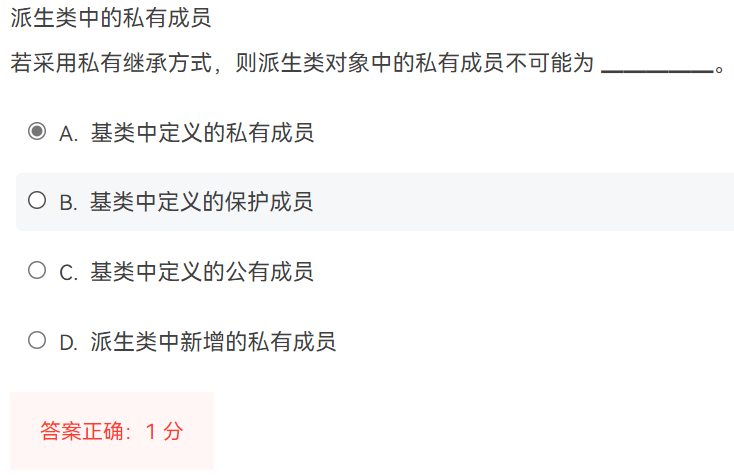 派生类中的私有成员
若采用私有继承方式，则派生类对象中的私有成员不可能为 ________。
A. 基类中定义的私有成员
B. 基类中定义的保护成员
C. 基类中定义的公有成员
D. 派生类中新增的私有成员
答案正确：1 分